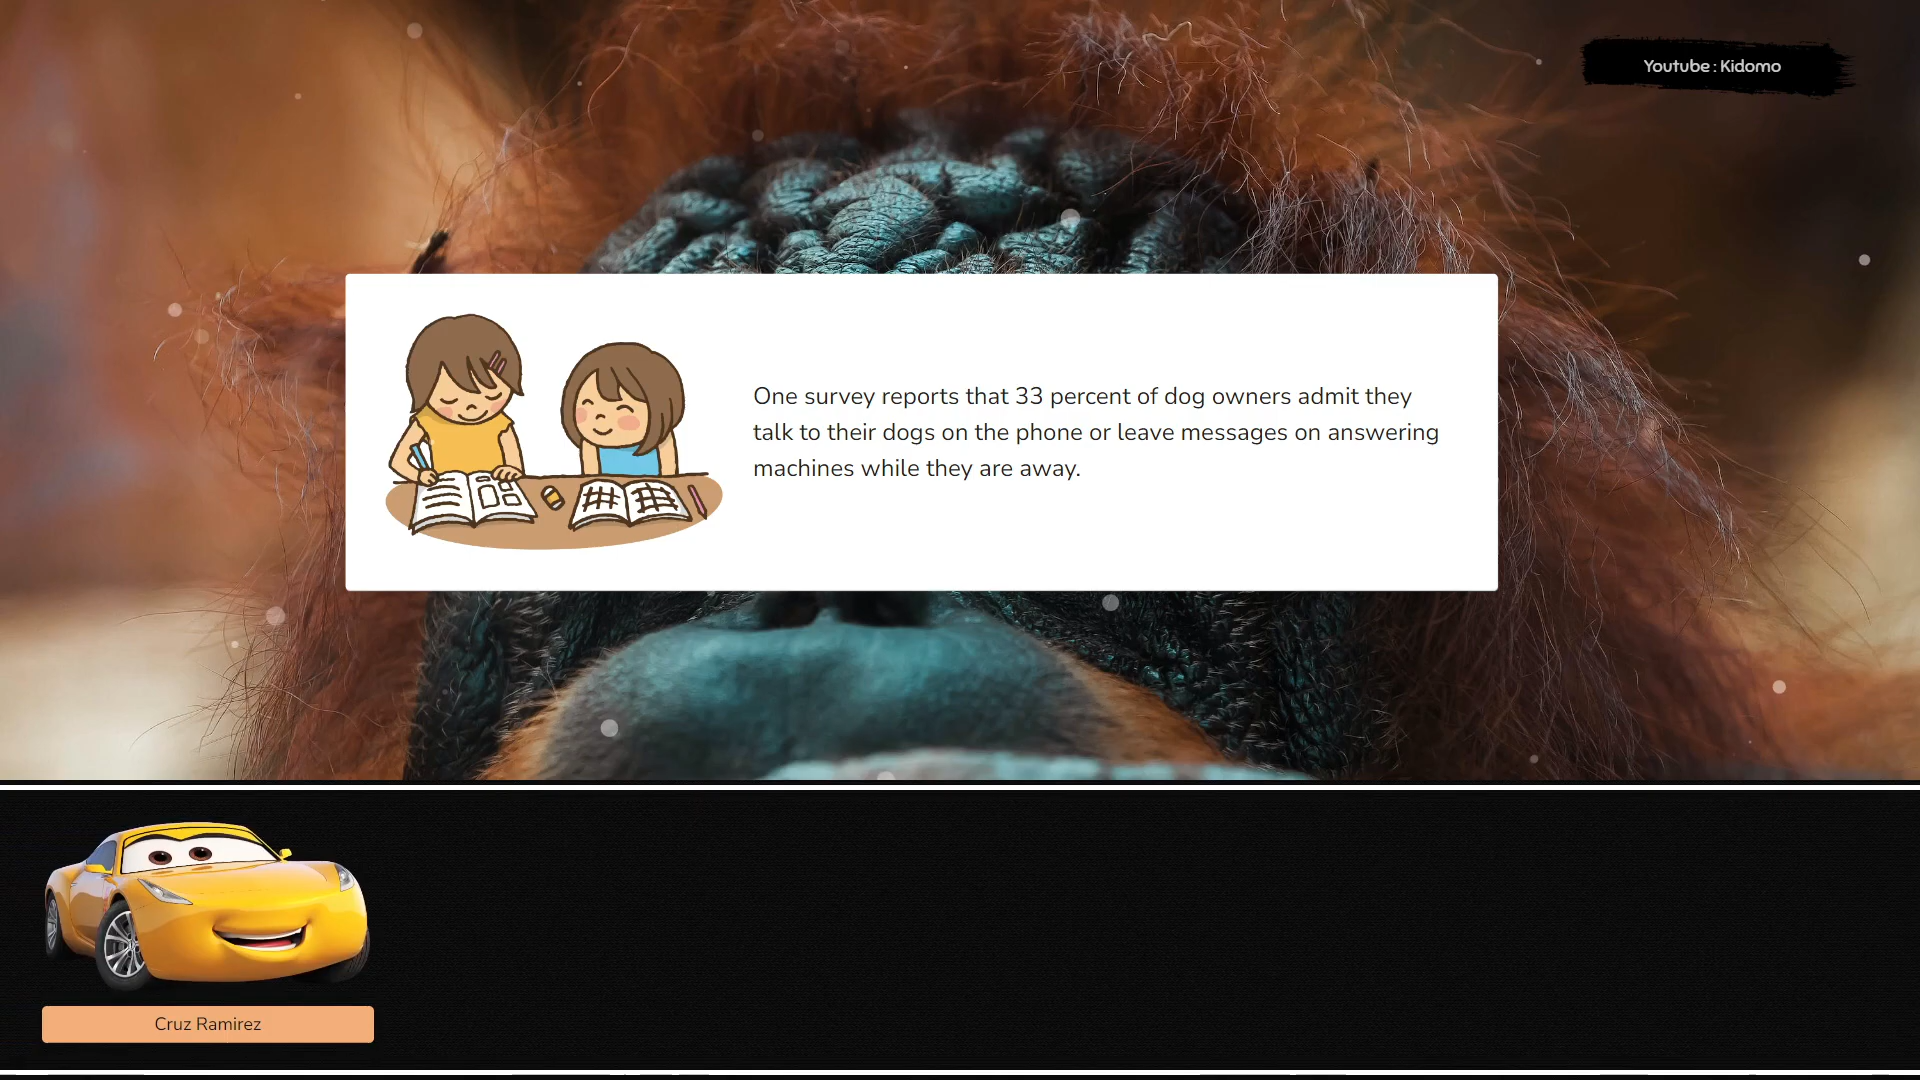 Youtube : Kidomo
One survey reports that 33 percent of dog owners admit they
talk to their dogs on the phone or leave messages on answering
machines while they are away.
Cruz Ramirez